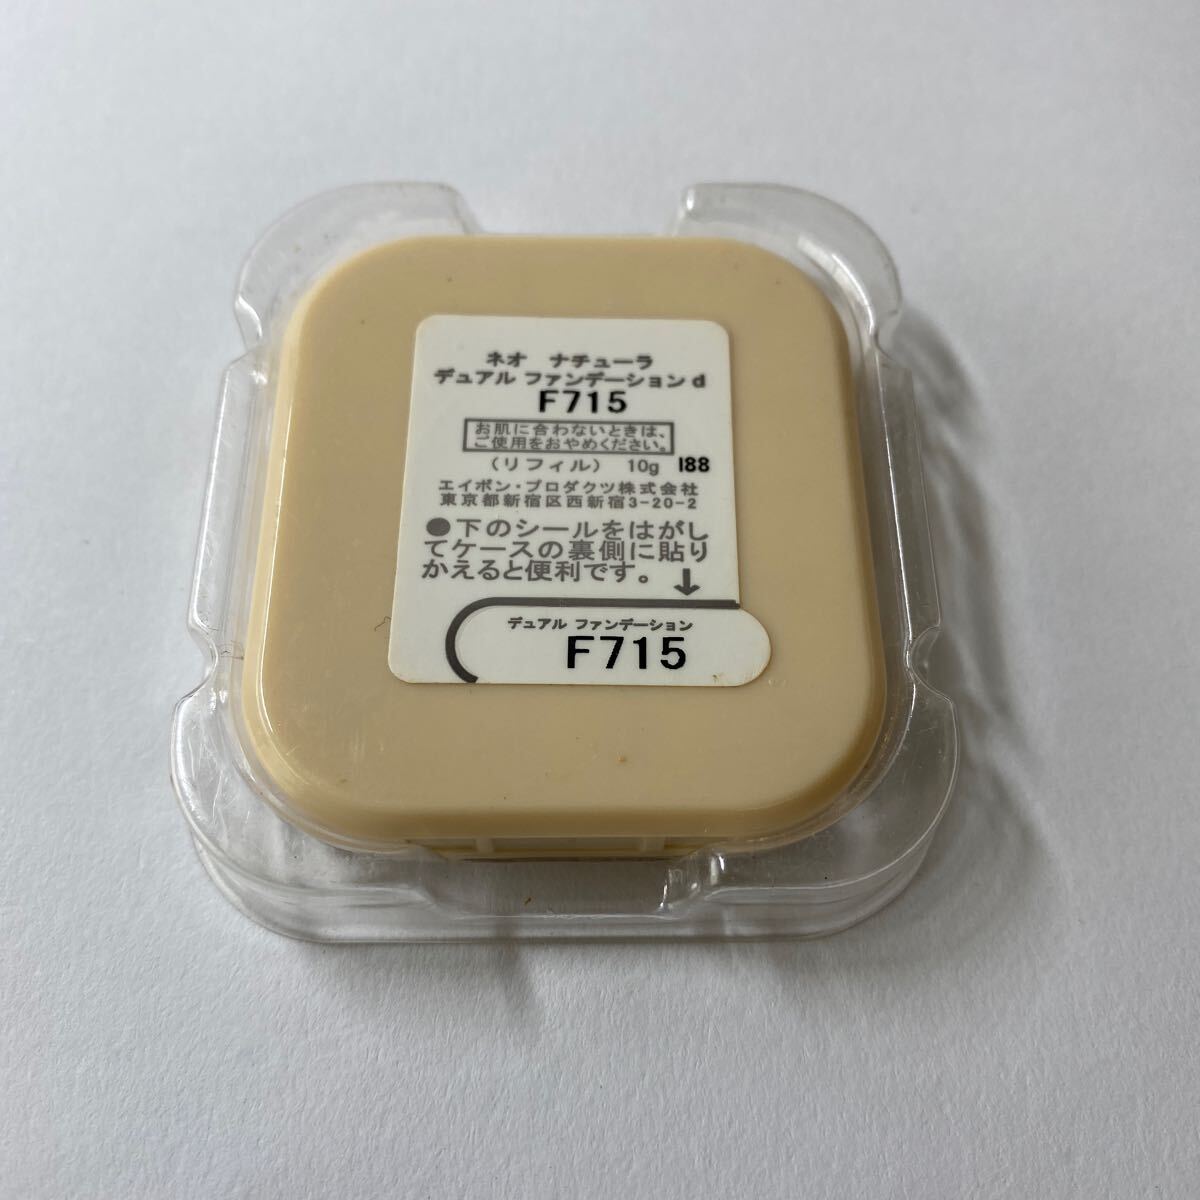 ネオ ナチューラ
デュアル ファンデーション d
F715
お肌に合わないときは、
ご使用をおやめください。
（リフィル） 10g I88
エイボン・プロダクツ株式会社
東京都新宿区西新宿3-20-2
●下のシールをはがし
てケースの裏側に貼り
かえると便利です。↓
デュアル ファンデーション
F715